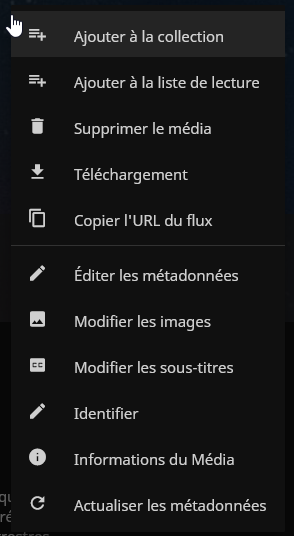 Ajouter à la collection
Ajouter à la liste de lecture
Supprimer le média
Téléchargement
Copier l'URL du flux
Éditer les métadonnées
Modifier les images
Modifier les sous-titres
CC
Identifier
Informations du Média
Actualiser les métadonnées